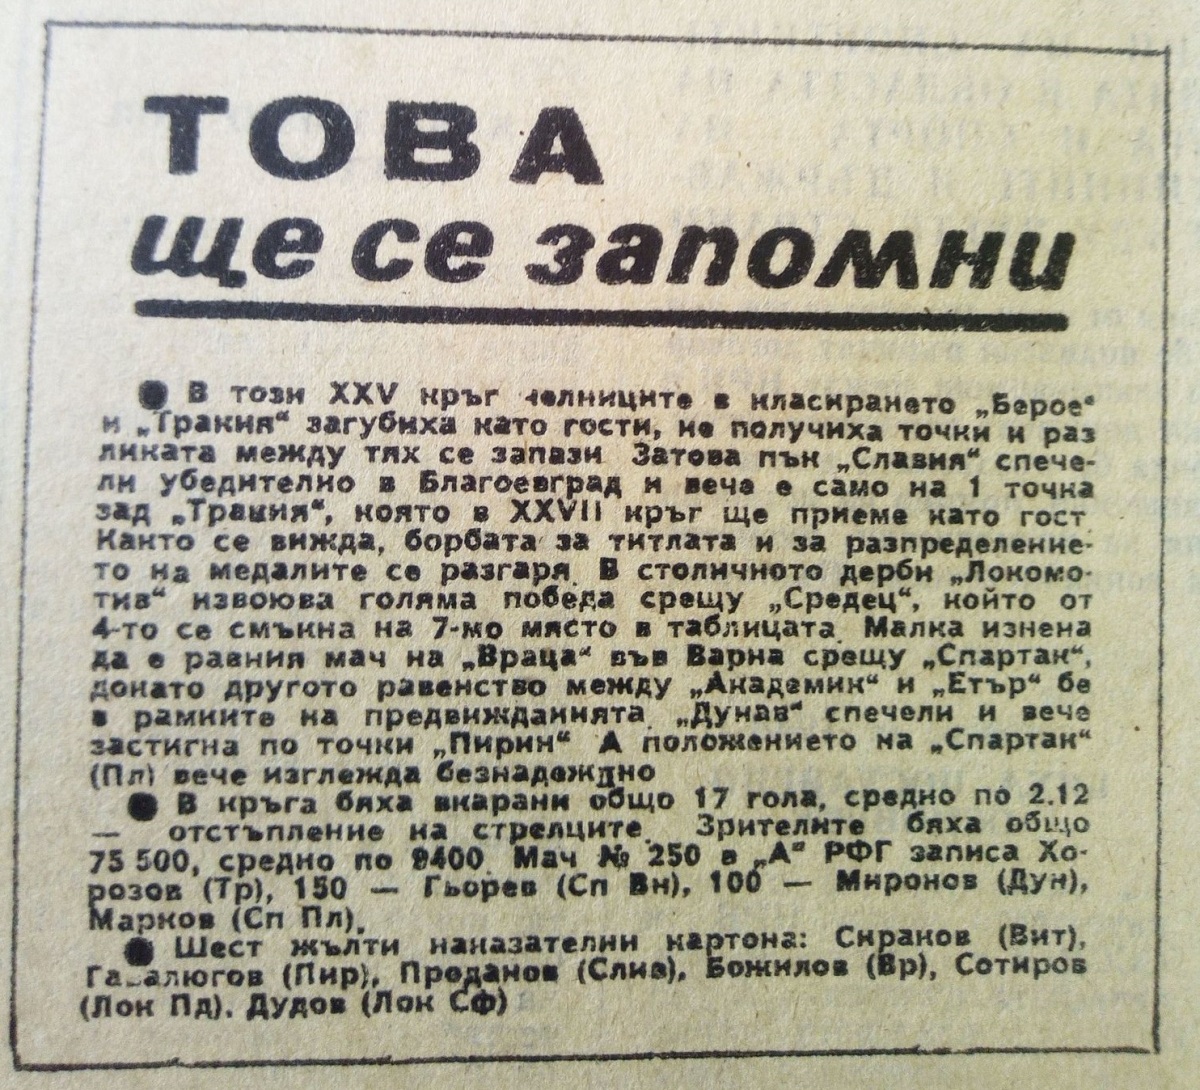 ТОВА
ще се запомни
● В този XXV кръг челниците в класирането „Берое“
и „Тракия“ загубиха като гости, не получиха точки и раз
ликата между тях се запази Затова пък „Славия“ спече-
ли убедително в Благоевград и вече е само на 1 точка
зад „Тракия“, която в XXVII кръг ще приеме като гост
Както се вижда, борбата за титлата и за разпределение-
то на медалите се разгаря. В столичното дерби „Локомо-
тив“ извоюва голяма победа срещу „Средец“, който от
4-то се смъкна на 7-мо място в таблицата. Малка изнена
да е равния мач на „Враца“ във Варна срещу „Спартак“,
докато другото равенство между „Академик“ и „Етър“ бе
в рамките на предвижданията. „Дунав“ спечели и вече
застигна по точки „Пирин“ А положението на „Спартак“
(Пл) вече изглежда безнадеждно
● В кръга бяха вкарани общо 17 гола, средно по 2.12
— отстъпление на стрелците. Зрителите бяха общо
75 500, средно по 9400. Мач № 250 в „А“ РФГ записа Хо-
розов (Тр), 150 — Гьорев (Сп Вн), 100 — Миронов (Дун),
Марков (Сп Пл).
● Шест жълти наказателни картона: Сираков (Вит),
(Пир), Проданов (Слив), Божилов (Вр), Сотиров
(Лок Пд). Дудов (Лок Сф)